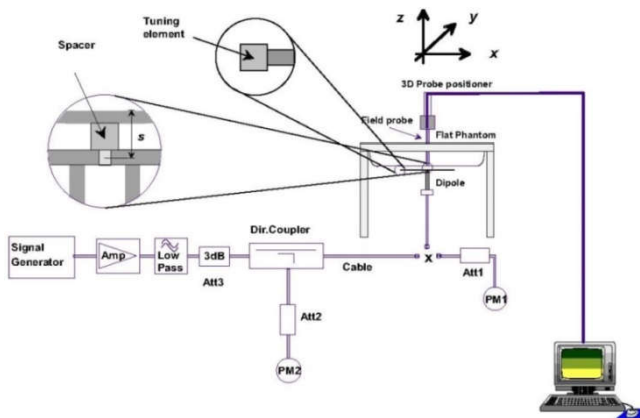 Tuning
element
Spacer
s
z
y
x
3D Probe positioner
Field probe
Flat Phantom
Dipole
Signal
Generator
Amp
Low
Pass
3dB
Att3
Dir.Coupler
Cable
x
Att1
PM1
Att2
PM2